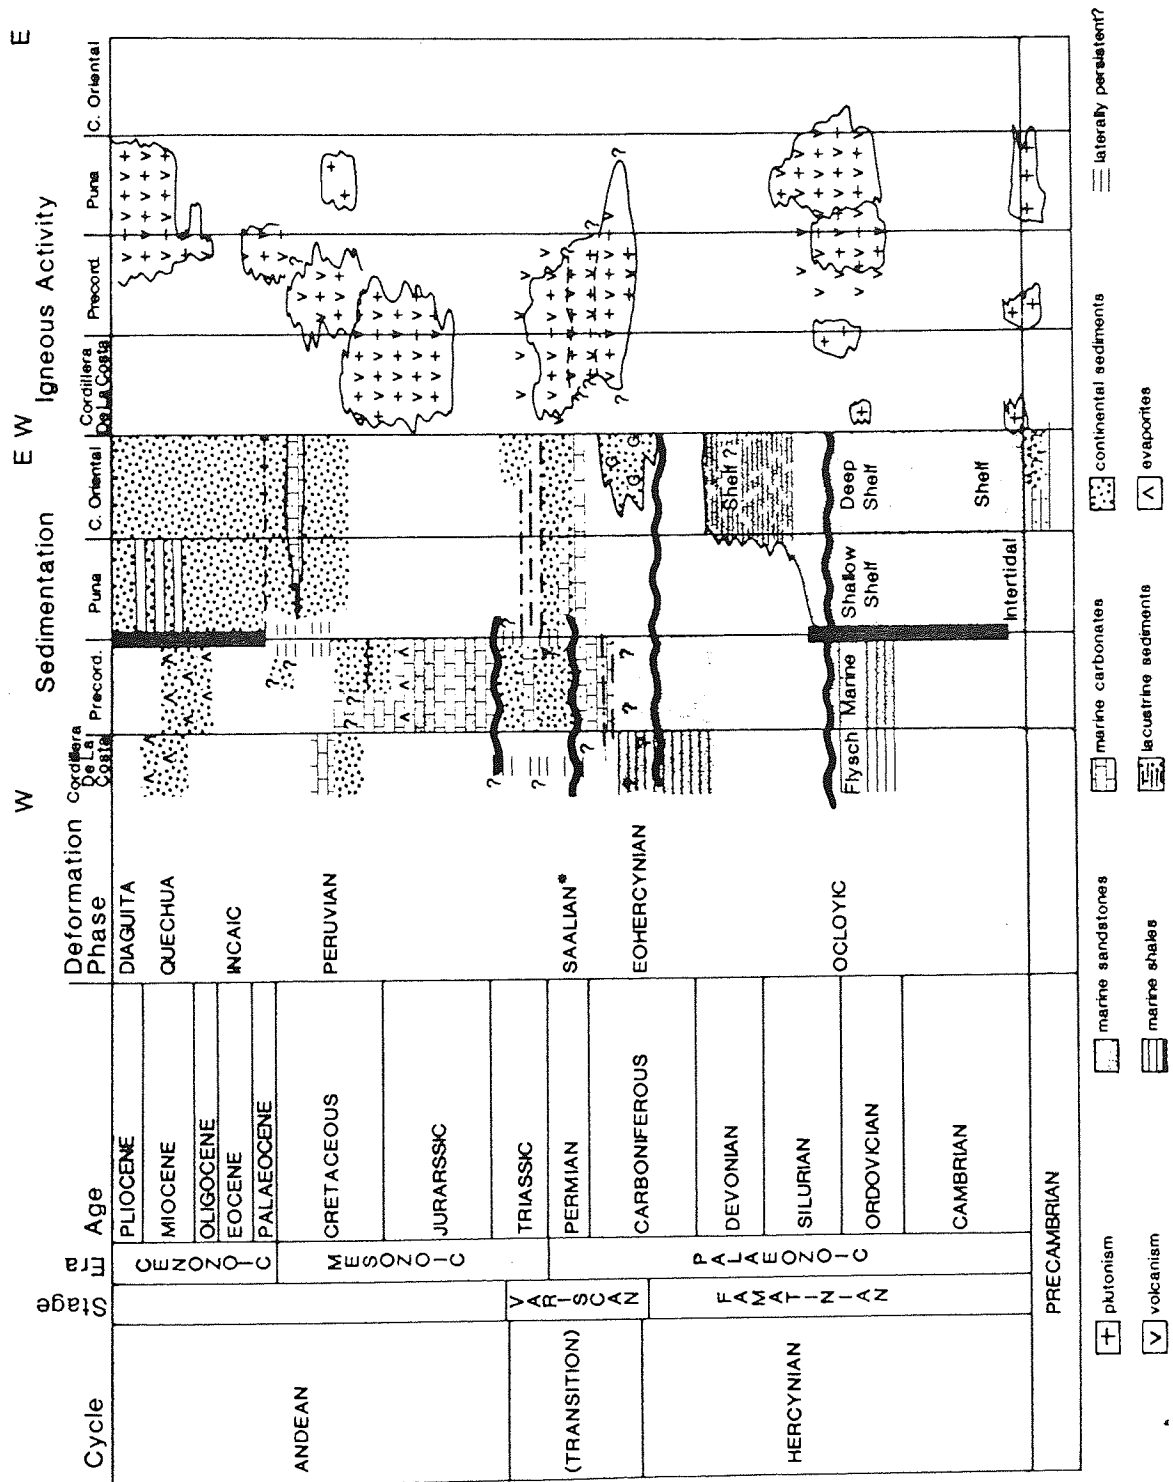 Cycle
Stage
Era
Age
Deformation
Phase
W Sedimentation E
W Igneous Activity E
Cordillera
De La
Costa
Precord.
Puna
C. Oriental
Cordillera
De La Costa
Precord.
Puna
C. Oriental
ANDEAN
(TRANSITION)
HERCYNIAN
VARISCAN
FAMATINIAN
CENOZOIC
MESOZOIC
PALAEOZOIC
PLIOCENE
MIOCENE
OLIGOCENE
EOCENE
PALAEOCENE
CRETACEOUS
JURARSSIC
TRIASSIC
PERMIAN
CARBONIFEROUS
DEVONIAN
SILURIAN
ORDOVICIAN
CAMBRIAN
PRECAMBRIAN
DIAGUITA
QUECHUA
INCAIC
PERUVIAN
SAALIAN*
EOHERCYNIAN
OCLOYIC
G
G
G
G
Shelf ?
Flysch Marine
Shallow
Shelf
Deep
Shelf
Intertidal
Shelf
+ plutonism
v volcanism
marine sandstones
marine shales
marine carbonates
lacustrine sediments
continental sediments
^ evaporites
laterally persistent?